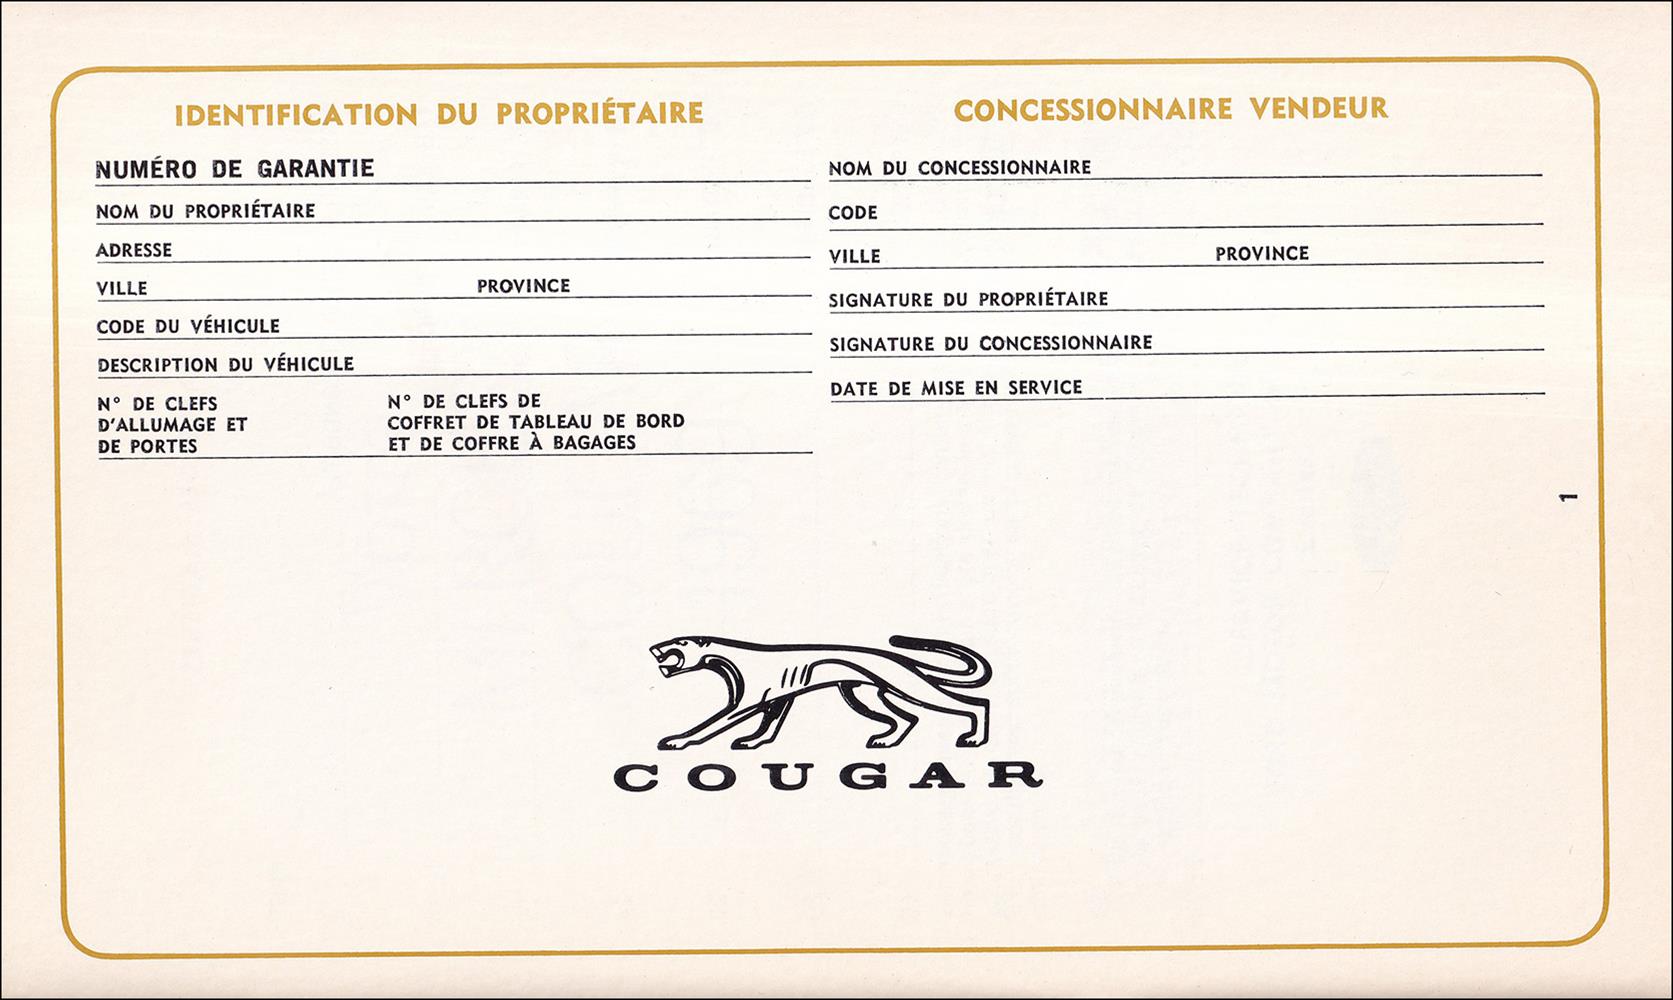 IDENTIFICATION DU PROPRIÉTAIRE
NUMÉRO DE GARANTIE
NOM DU PROPRIÉTAIRE
ADRESSE
VILLE PROVINCE
CODE DU VÉHICULE
DESCRIPTION DU VÉHICULE
N° DE CLEFS
D'ALLUMAGE ET
DE PORTES
N° DE CLEFS DE
COFFRET DE TABLEAU DE BORD
ET DE COFFRE À BAGAGES
CONCESSIONNAIRE VENDEUR
NOM DU CONCESSIONNAIRE
CODE
VILLE PROVINCE
SIGNATURE DU PROPRIÉTAIRE
SIGNATURE DU CONCESSIONNAIRE
DATE DE MISE EN SERVICE
1
COUGAR